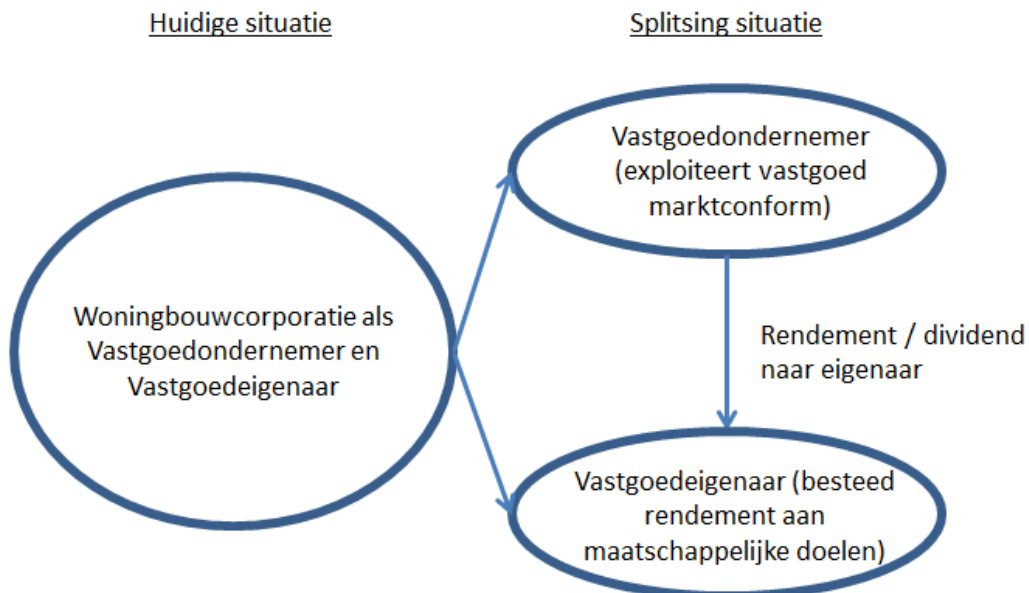 Huidige situatie
Splitsing situatie
Woningbouwcorporatie als
Vastgoedondernemer en
Vastgoedeigenaar
Vastgoedondernemer
(exploiteert vastgoed
marktconform)
Rendement / dividend
naar eigenaar
Vastgoedeigenaar (besteed
rendement aan
maatschappelijke doelen)